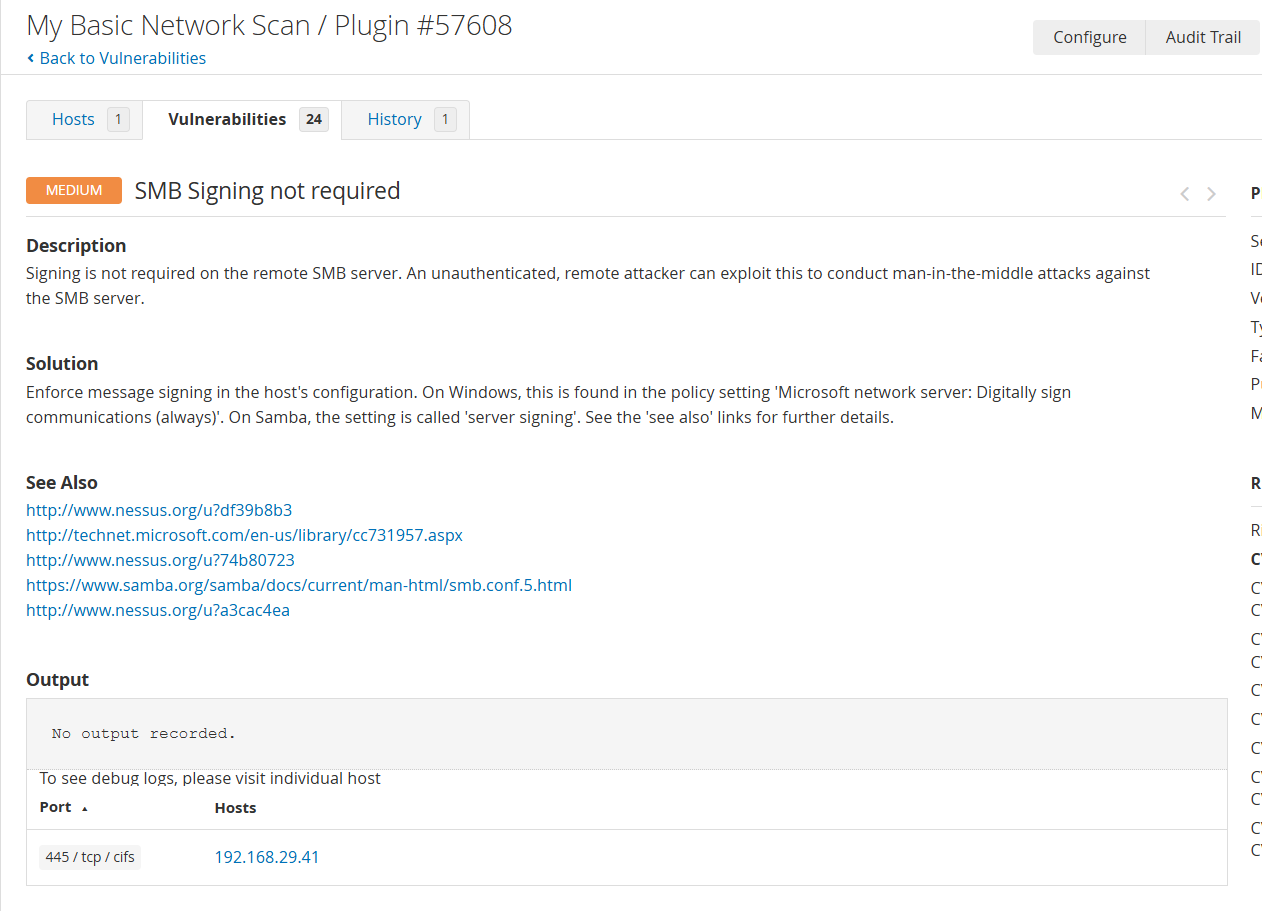 My Basic Network Scan / Plugin #57608
Back to Vulnerabilities
Configure
Audit Trail
Hosts 1
Vulnerabilities 24
History 1
MEDIUM
SMB Signing not required
Description
Signing is not required on the remote SMB server. An unauthenticated, remote attacker can exploit this to conduct man-in-the-middle attacks against
the SMB server.
Solution
Enforce message signing in the host's configuration. On Windows, this is found in the policy setting 'Microsoft network server: Digitally sign
communications (always)'. On Samba, the setting is called 'server signing'. See the 'see also' links for further details.
See Also
http://www.nessus.org/u?df39b8b3
http://technet.microsoft.com/en-us/library/cc731957.aspx
http://www.nessus.org/u?74b80723
https://www.samba.org/samba/docs/current/man-html/smb.conf.5.html
http://www.nessus.org/u?a3cac4ea
Output
No output recorded.
To see debug logs, please visit individual host
Port
Hosts
445 / tcp / cifs
192.168.29.41